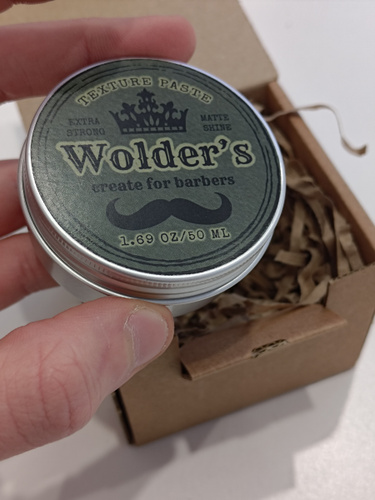 TEXTURE PASTE
EXTRA STRONG
MATTE SHINE
Wolder's
create for barbers
1.69 OZ/50 ML